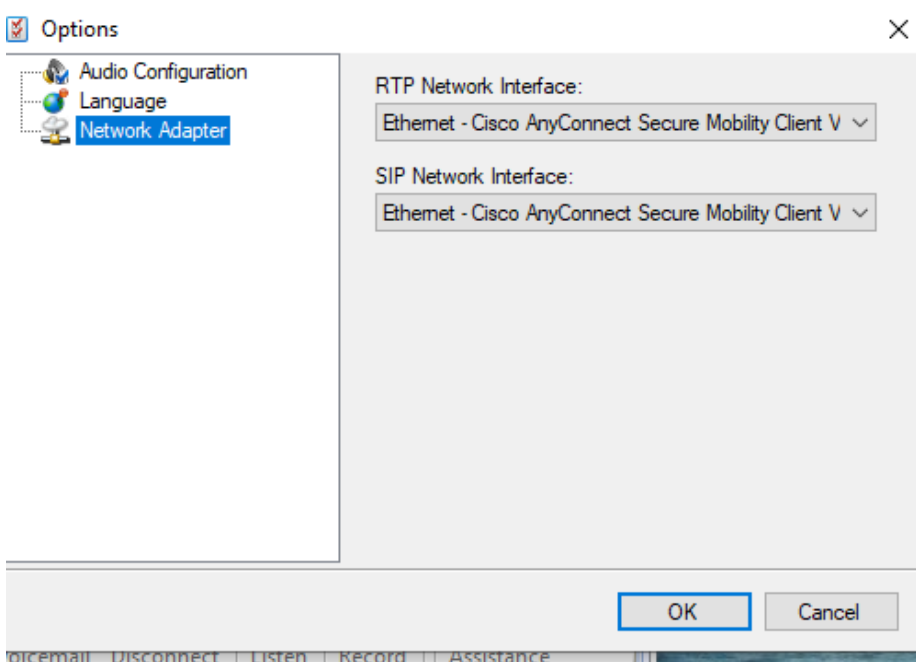 Options
Audio Configuration
Language
Network Adapter
RTP Network Interface:
Ethernet - Cisco AnyConnect Secure Mobility Client V
SIP Network Interface:
Ethernet - Cisco AnyConnect Secure Mobility Client V
OK Cancel
oicemail Disconnect Listen Record Assistance